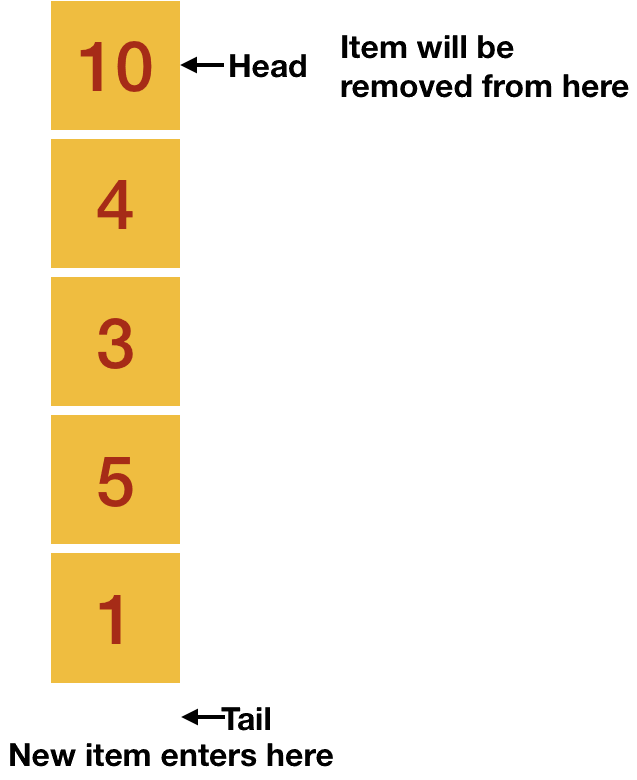 10
Head
Item will be
removed from here
4
3
5
1
Tail
New item enters here